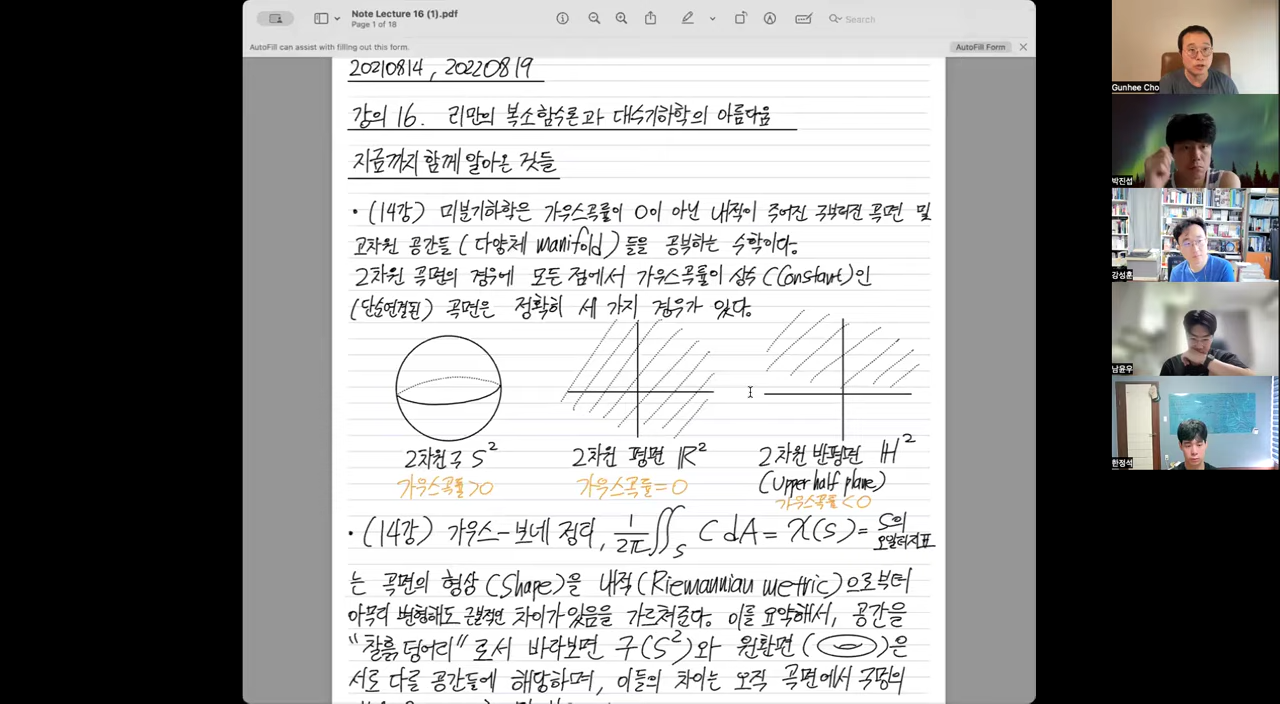 Note Lecture 16 (1).pdf
Page 1 of 18
Search
AutoFill can assist with filling out this form.
AutoFill Form
20210814, 20220819
강의 16. 리만의 복소함수론과 대수기하학의 아름다움
지금까지 함께 알아온 것들
• (14강) 미분기하학은 가우스곡률이 0이 아닌 내적이 주어진 구부러진 곡면 및
고차원 공간들 (다양체 manifold) 들을 공부하는 수학이다.
2차원 곡면의 경우에 모든 점에서 가우스곡률이 상수 (Constant)인
(단순연결된) 곡면은 정확히 세 가지 경우가 있다.
2차원 구 S²
가우스곡률>0
2차원 평면 ℝ²
가우스곡률=0
2차원 반평면 ℍ²
(Upper half plane)
가우스곡률<0
• (14강) 가우스-보네 정리, 1/2π ∬_S C dA = χ(S) = S의 오일러지표
는 곡면의 형상 (Shape)을 내적 (Riemannian metric)으로부터
아무리 변형해도 근본적인 차이가 있음을 가르쳐준다. 이를 요약해서, 공간을
"찰흙 덩어리"로서 바라보면 구(S²)와 원환면 ( )은
서로 다른 공간들에 해당하며, 이들의 차이는 오직 곡면에서 구멍의
Gunhee Cho
박진섭
강성훈
남윤우
한정석